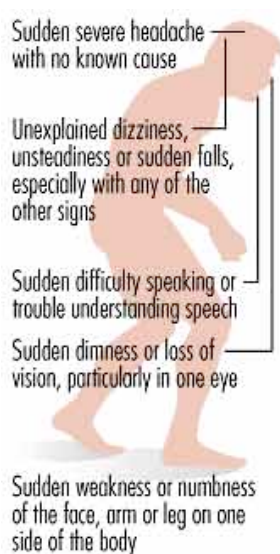 Sudden severe headache
with no known cause
Unexplained dizziness,
unsteadiness or sudden falls,
especially with any of the
other signs
Sudden difficulty speaking or
trouble understanding speech
Sudden dimness or loss of
vision, particularly in one eye
Sudden weakness or numbness
of the face, arm or leg on one
side of the body